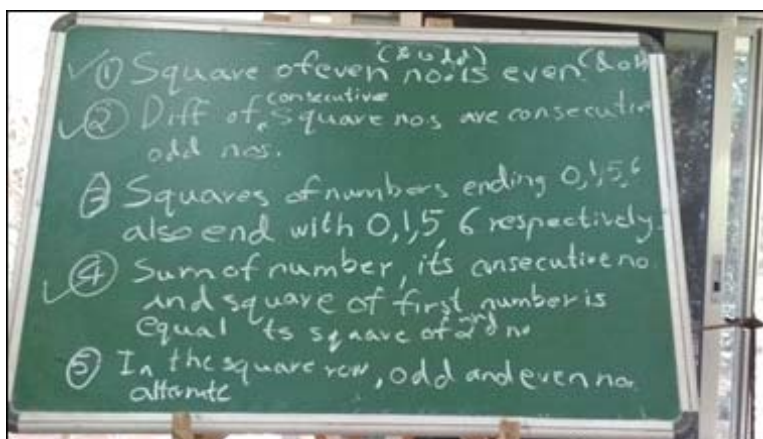 (& odd)
① Square of even no. is even (& odd
consecutive
② Diff of square nos are consecutive
odd nos.
③ Squares of numbers ending 0,1,5,6
also end with 0,1,5,6 respectively.
④ Sum of number, its consecutive no
and square of first number is
equal to square of 2nd no
⑤ In the square row, odd and even nos.
alternate